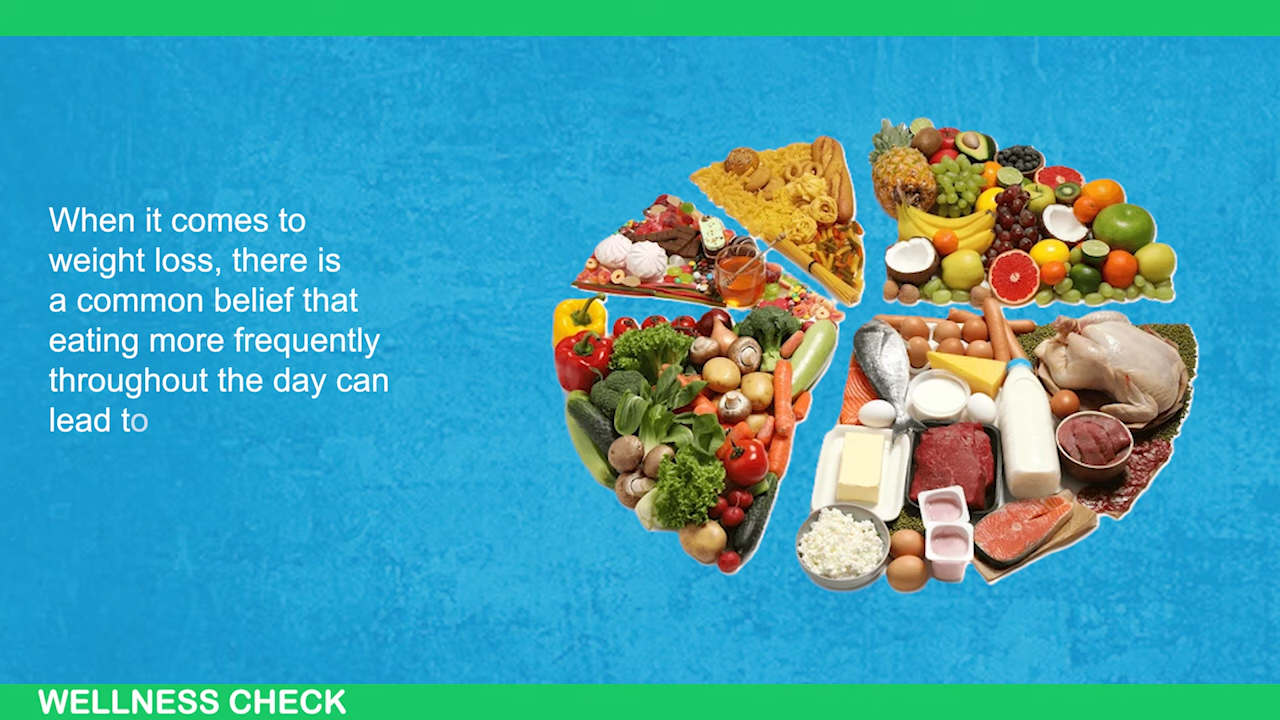 When it comes to
weight loss, there is
a common belief that
eating more frequently
throughout the day can
lead to
WELLNESS CHECK